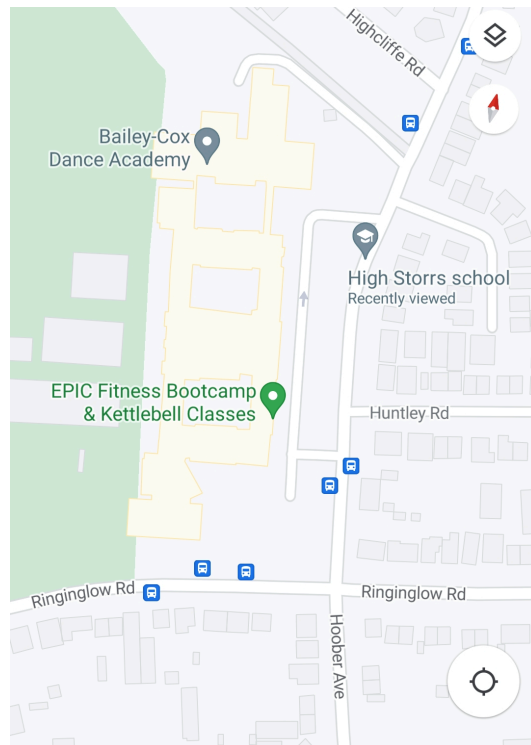 Highcliffe Rd
Bailey-Cox
Dance Academy
High Storrs school
Recently viewed
EPIC Fitness Bootcamp
& Kettlebell Classes
Huntley Rd
Ringinglow Rd
Ringinglow Rd
Hoober Ave